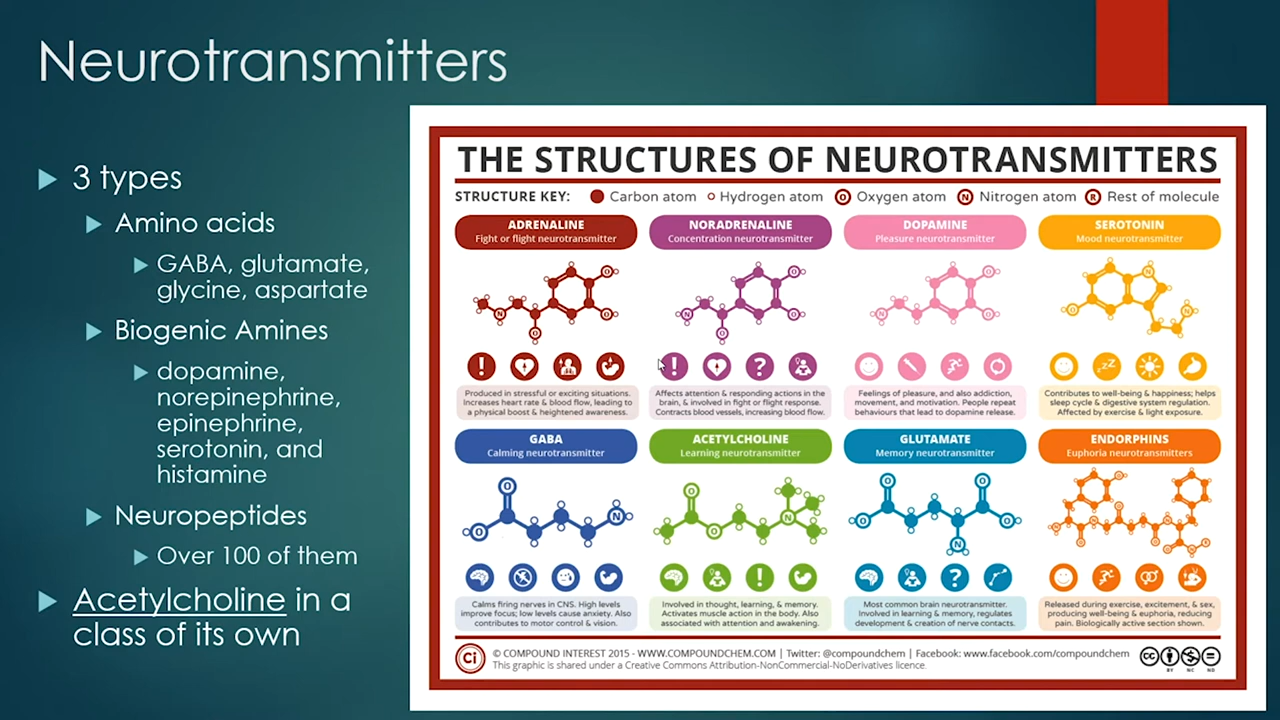 Neurotransmitters
3 types
Amino acids
GABA, glutamate,
glycine, aspartate
Biogenic Amines
dopamine,
norepinephrine,
epinephrine,
serotonin, and
histamine
Neuropeptides
Over 100 of them
Acetylcholine in a
class of its own
THE STRUCTURES OF NEUROTRANSMITTERS
STRUCTURE KEY: Carbon atom Hydrogen atom O Oxygen atom N Nitrogen atom R Rest of molecule
ADRENALINE
Fight or flight neurotransmitter
Produced in stressful or exciting situations.
Increases heart rate & blood flow, leading to
a physical boost & heightened awareness.
NORADRENALINE
Concentration neurotransmitter
Affects attention & responding actions in the
brain, & involved in fight or flight response.
Contracts blood vessels, increasing blood flow.
DOPAMINE
Pleasure neurotransmitter
Feelings of pleasure, and also addiction,
movement, and motivation. People repeat
behaviours that lead to dopamine release.
SEROTONIN
Mood neurotransmitter
Contributes to well-being & happiness; helps
sleep cycle & digestive system regulation.
Affected by exercise & light exposure.
GABA
Calming neurotransmitter
Calms firing nerves in CNS. High levels
improve focus; low levels cause anxiety. Also
contributes to motor control & vision.
ACETYLCHOLINE
Learning neurotransmitter
Involved in thought, learning, & memory.
Activates muscle action in the body. Also
associated with attention and awakening.
GLUTAMATE
Memory neurotransmitter
Most common brain neurotransmitter.
Involved in learning & memory, regulates
development & creation of nerve contacts.
ENDORPHINS
Euphoria neurotransmitters
Released during exercise, excitement, & sex,
producing well-being & euphoria, reducing
pain. Biologically active section shown.
Ci © COMPOUND INTEREST 2015 - WWW.COMPOUNDCHEM.COM | Twitter: @compoundchem | Facebook: www.facebook.com/compoundchem
This graphic is shared under a Creative Commons Attribution-NonCommercial-NoDerivatives licence.
CC BY NC ND